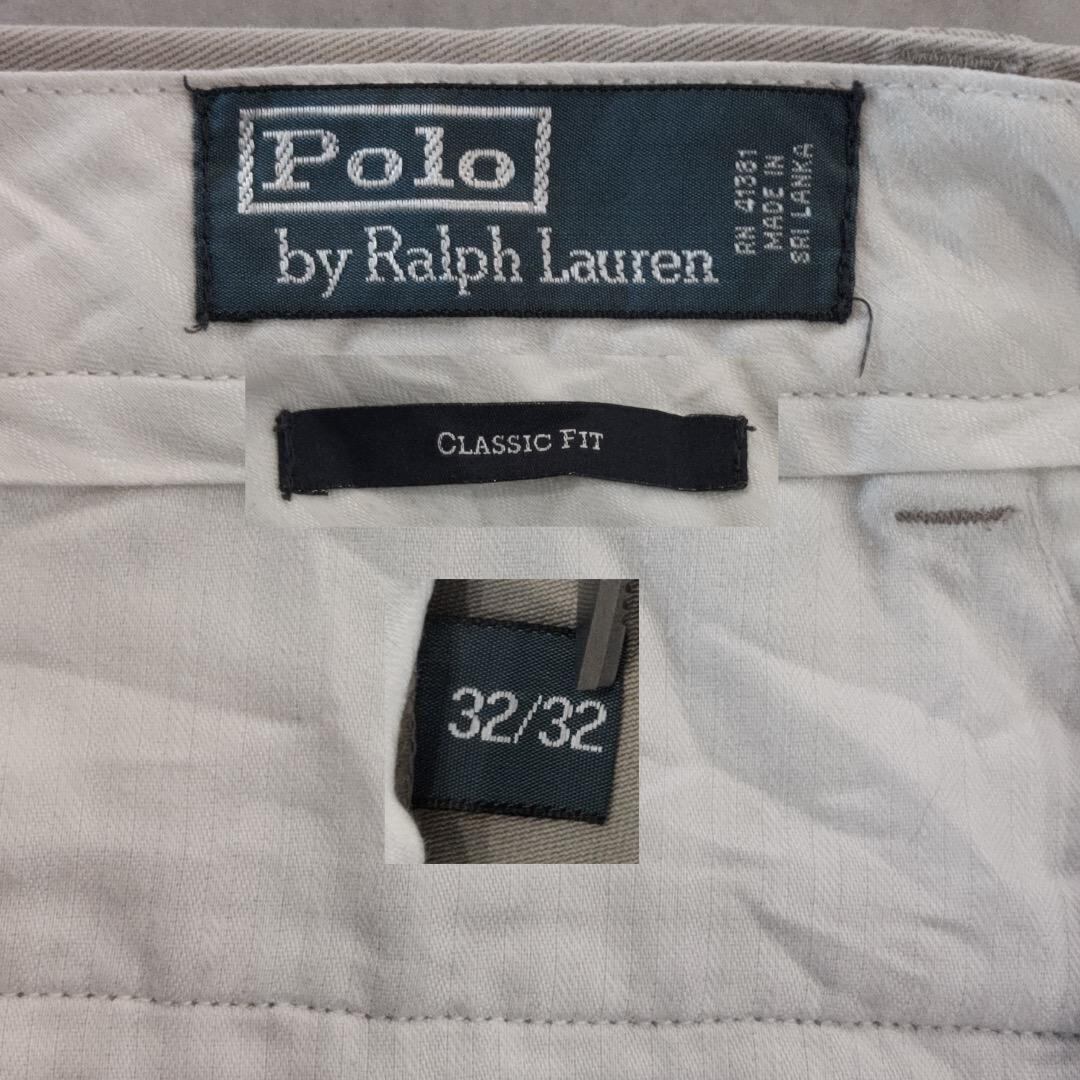 Polo
by Ralph Lauren
RN 41381
MADE IN
SRI LANKA
CLASSIC FIT
32/32